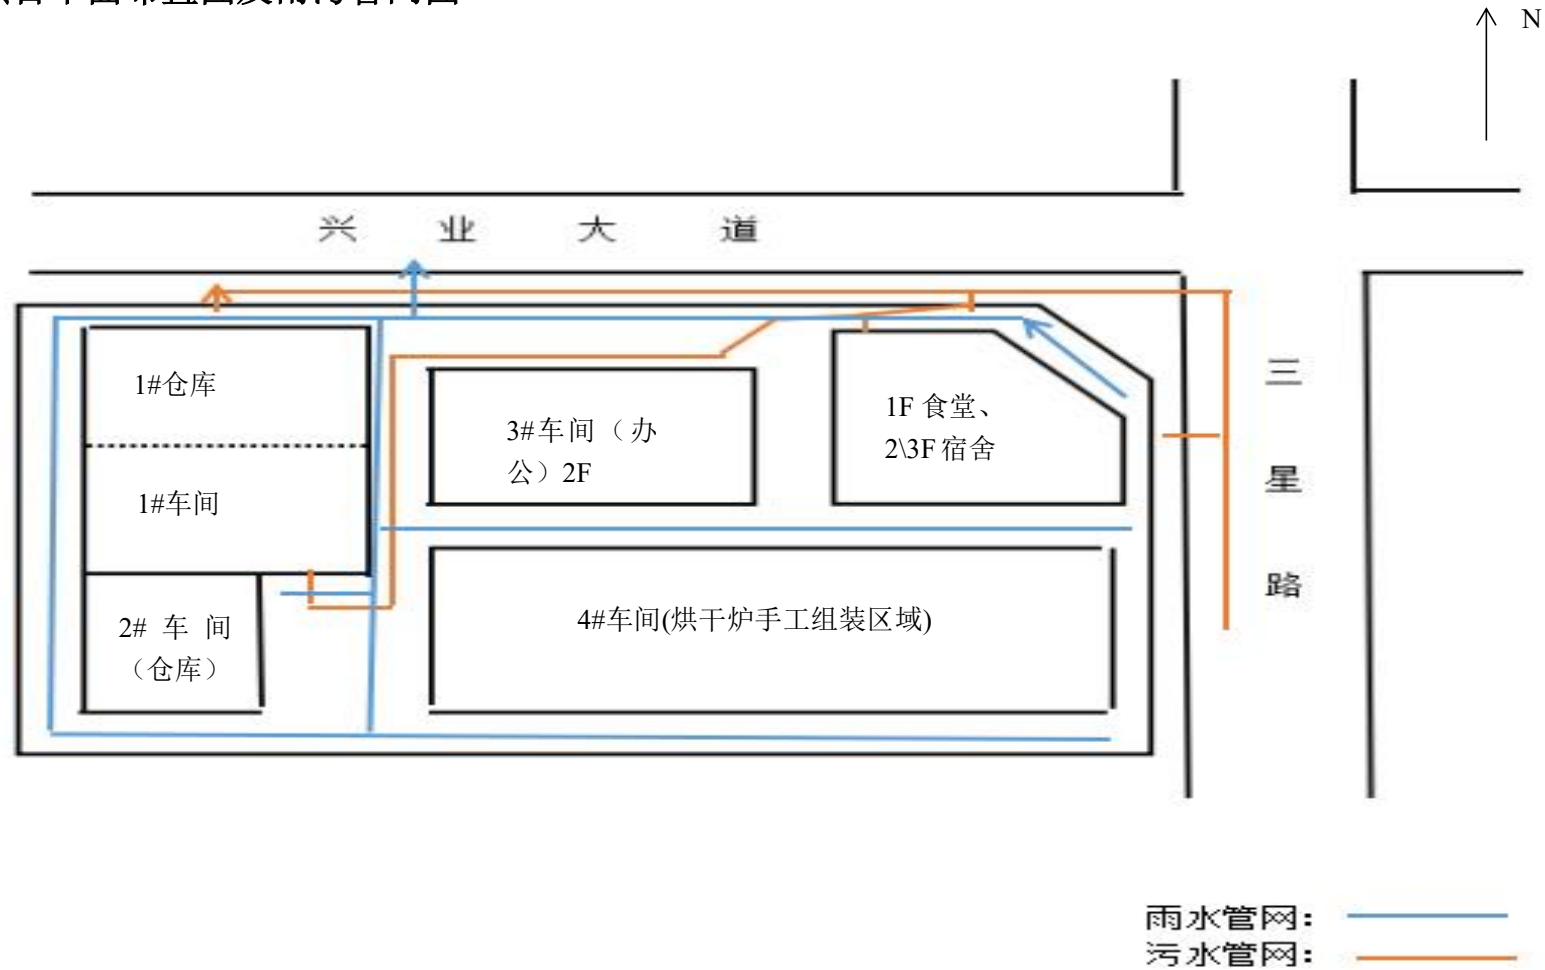 N
兴业大道
1#仓库
3#车间（办
公）2F
1F 食堂、
2\3F宿舍
1#车间
2# 车 间
（仓库）
4#车间(烘干炉手工组装区域)
三
星
路
雨水管网：
污水管网：